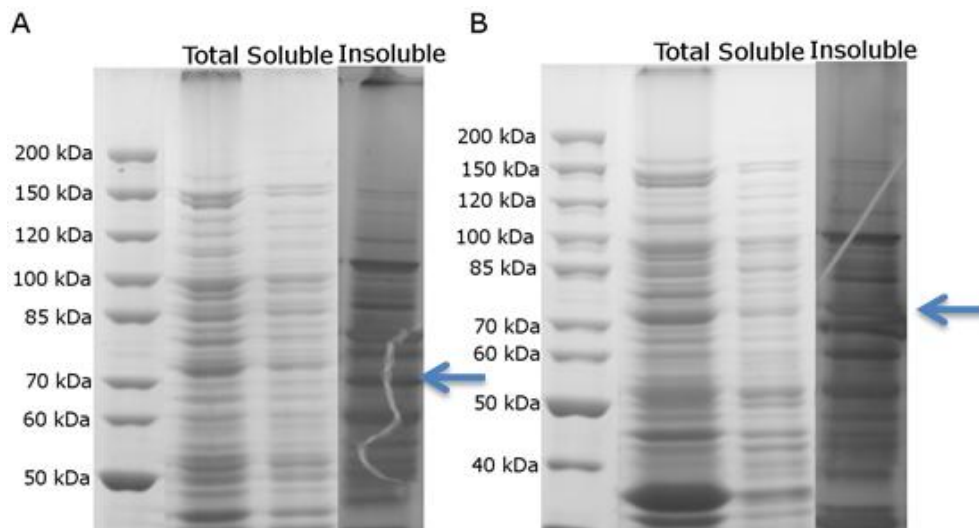 A
Total Soluble Insoluble
200 kDa
150 kDa
120 kDa
100 kDa
85 kDa
70 kDa
60 kDa
50 kDa
B
Total Soluble Insoluble
200 kDa
150 kDa
120 kDa
100 kDa
85 kDa
70 kDa
60 kDa
50 kDa
40 kDa